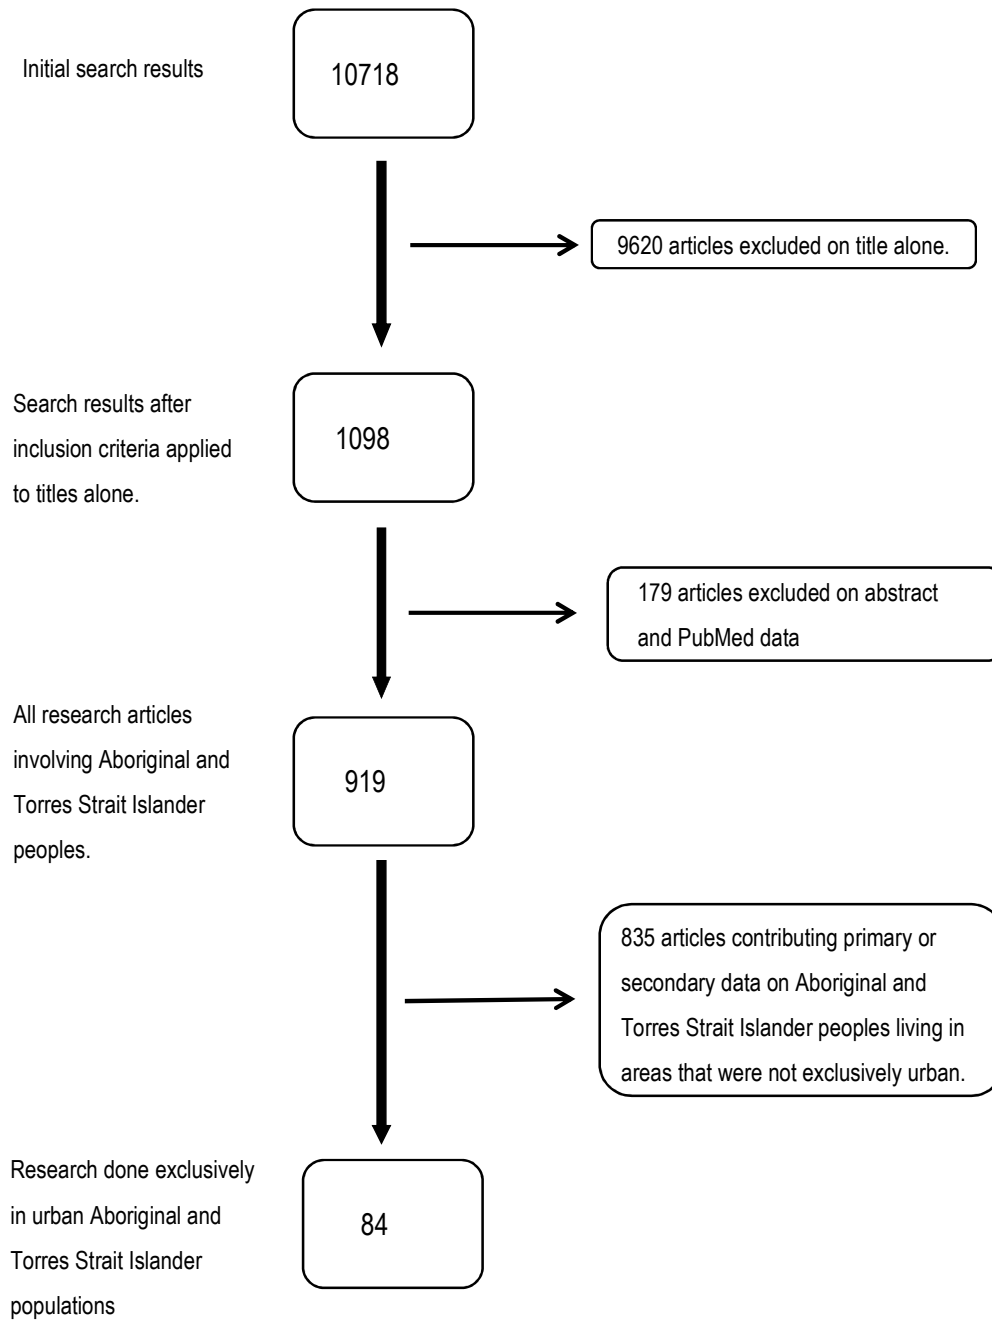 Initial search results
10718
9620 articles excluded on title alone.
Search results after
inclusion criteria applied
to titles alone.
1098
179 articles excluded on abstract
and PubMed data
All research articles
involving Aboriginal and
Torres Strait Islander
peoples.
919
835 articles contributing primary or
secondary data on Aboriginal and
Torres Strait Islander peoples living in
areas that were not exclusively urban.
Research done exclusively
in urban Aboriginal and
Torres Strait Islander
populations
84